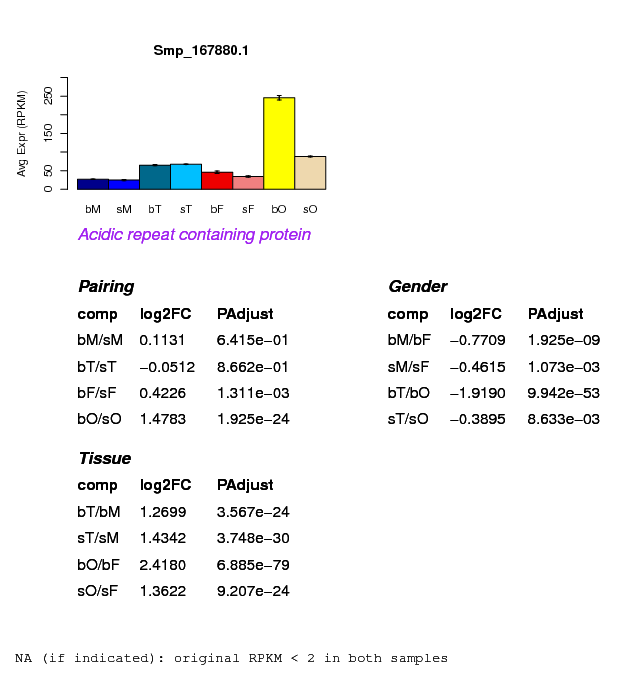 Smp_167880.1
Avg Expr (RPKM)
0 50 150 250
bM sM bT sT bF sF bO sO
Acidic repeat containing protein
Pairing
comp log2FC PAdjust
bM/sM 0.1131 6.415e−01
bT/sT −0.0512 8.662e−01
bF/sF 0.4226 1.311e−03
bO/sO 1.4783 1.925e−24
Gender
comp log2FC PAdjust
bM/bF −0.7709 1.925e−09
sM/sF −0.4615 1.073e−03
bT/bO −1.9190 9.942e−53
sT/sO −0.3895 8.633e−03
Tissue
comp log2FC PAdjust
bT/bM 1.2699 3.567e−24
sT/sM 1.4342 3.748e−30
bO/bF 2.4180 6.885e−79
sO/sF 1.3622 9.207e−24
NA (if indicated): original RPKM < 2 in both samples